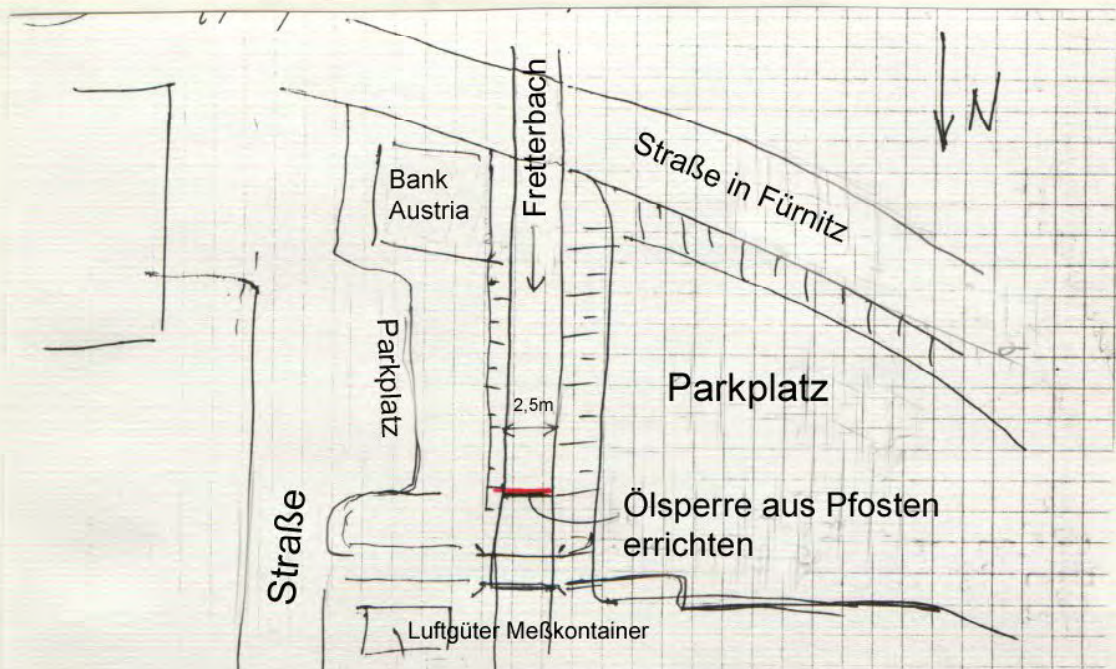 Fretterbach
N
Straße in Fürnitz
Bank
Austria
Parkplatz
2,5m
Parkplatz
Ölsperre aus Pfosten
errichten
Straße
Luftgüter Meßkontainer